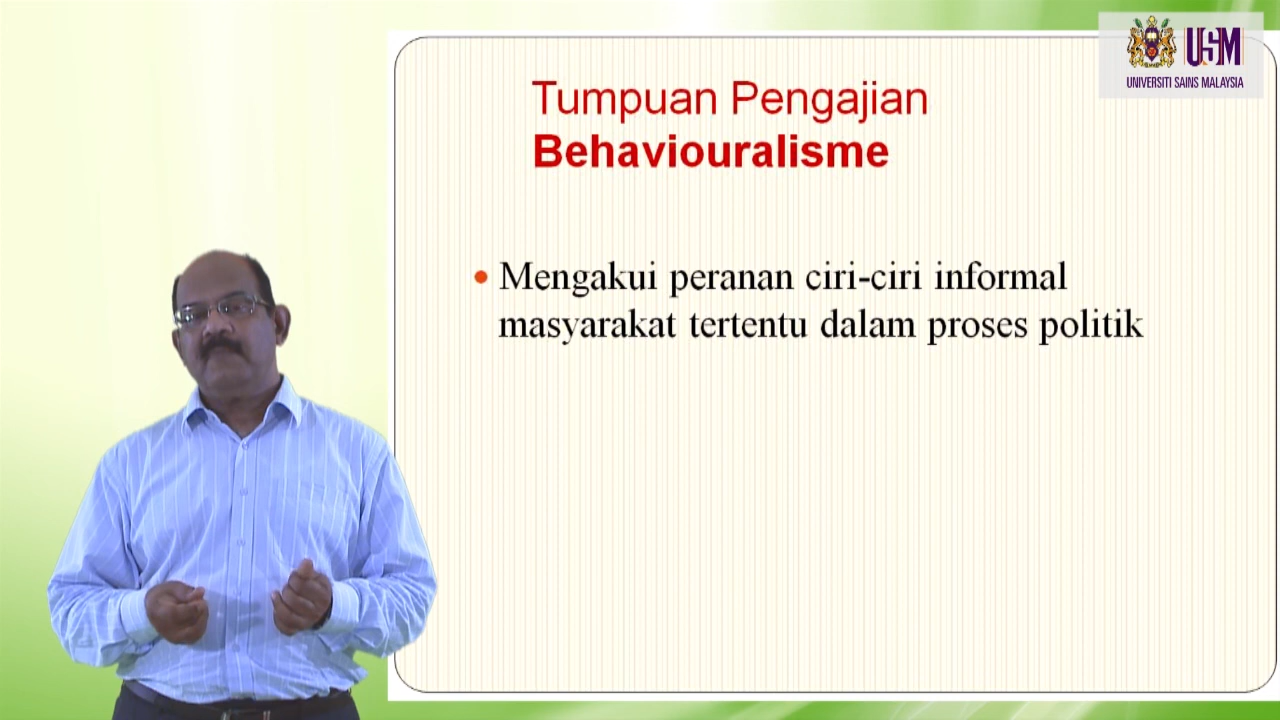 USM
UNIVERSITI SAINS MALAYSIA
Tumpuan Pengajian
Behaviouralisme
• Mengakui peranan ciri-ciri informal
masyarakat tertentu dalam proses politik